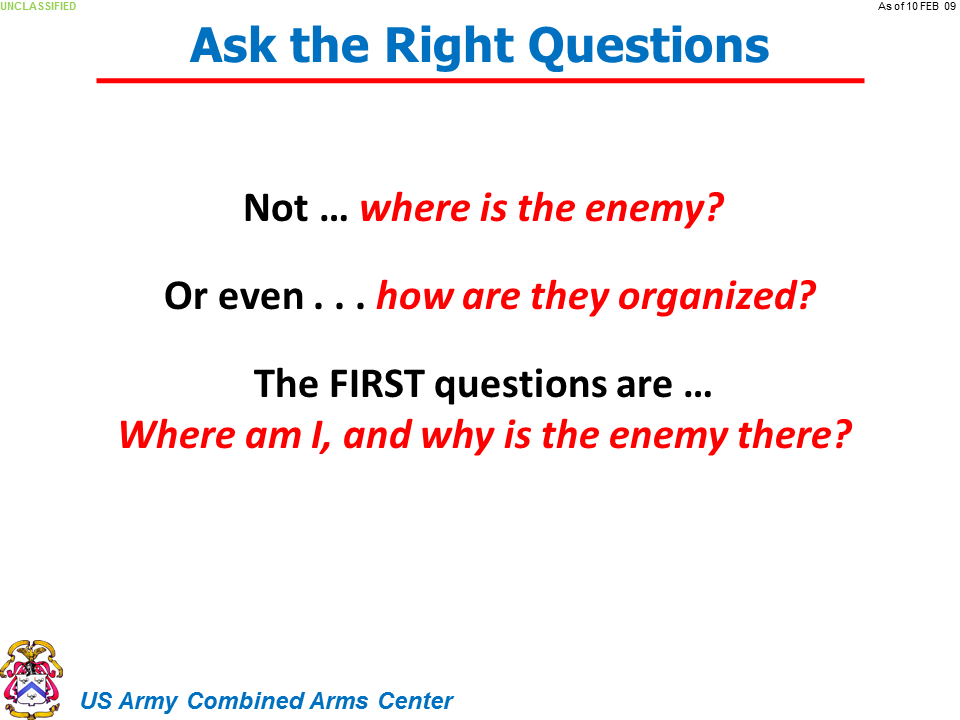 UNCLASSIFIED
As of 10 FEB 09
Ask the Right Questions
Not … where is the enemy?
Or even . . . how are they organized?
The FIRST questions are …
Where am I, and why is the enemy there?
US Army Combined Arms Center